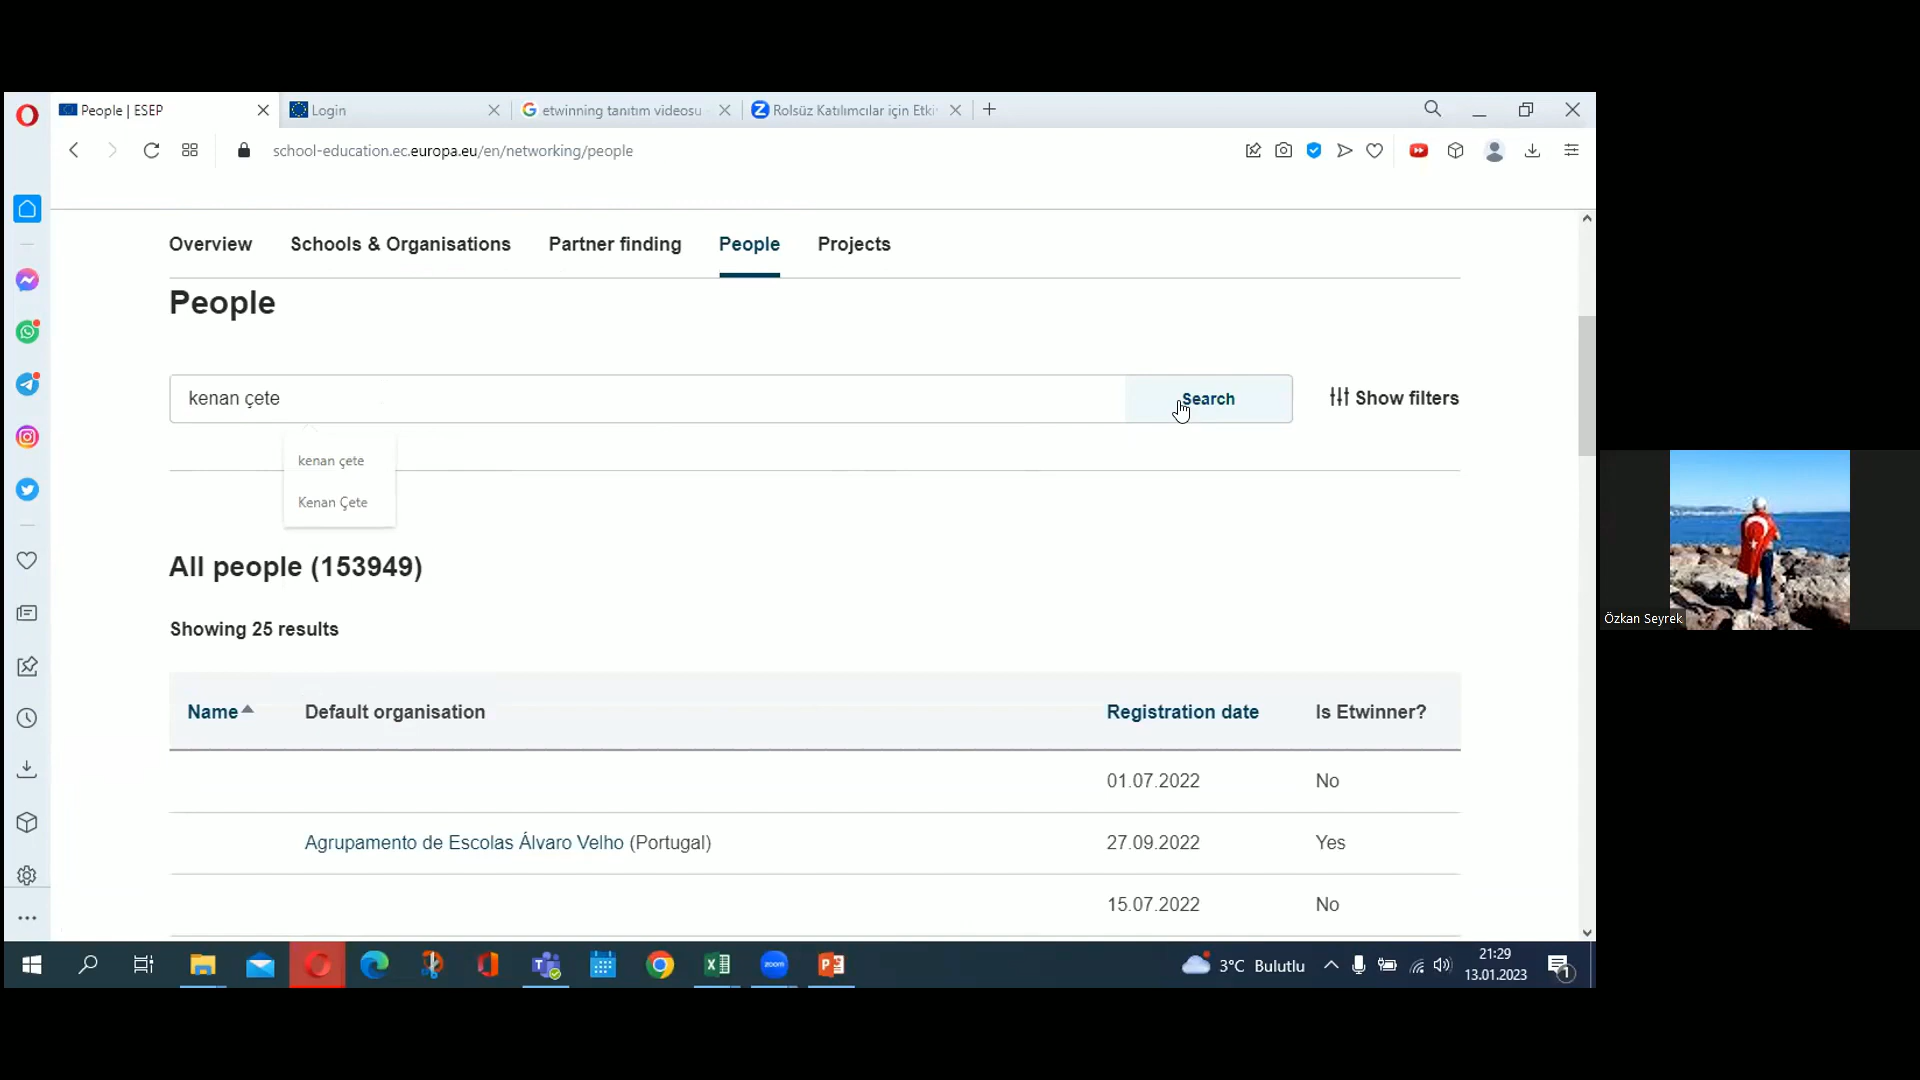 People | ESEP
Login
etwinning tanıtım videosu
Rolsüz Katılımcılar için Etki
school-education.ec.europa.eu/en/networking/people
Overview
Schools & Organisations
Partner finding
People
Projects
People
kenan çete
Search
Show filters
kenan çete
Kenan Çete
All people (153949)
Showing 25 results
Name
Default organisation
Registration date
Is Etwinner?
01.07.2022
No
Agrupamento de Escolas Álvaro Velho (Portugal)
27.09.2022
Yes
15.07.2022
No
Özkan Seyrek
zoom
3°C Bulutlu
21:29
13.01.2023
1